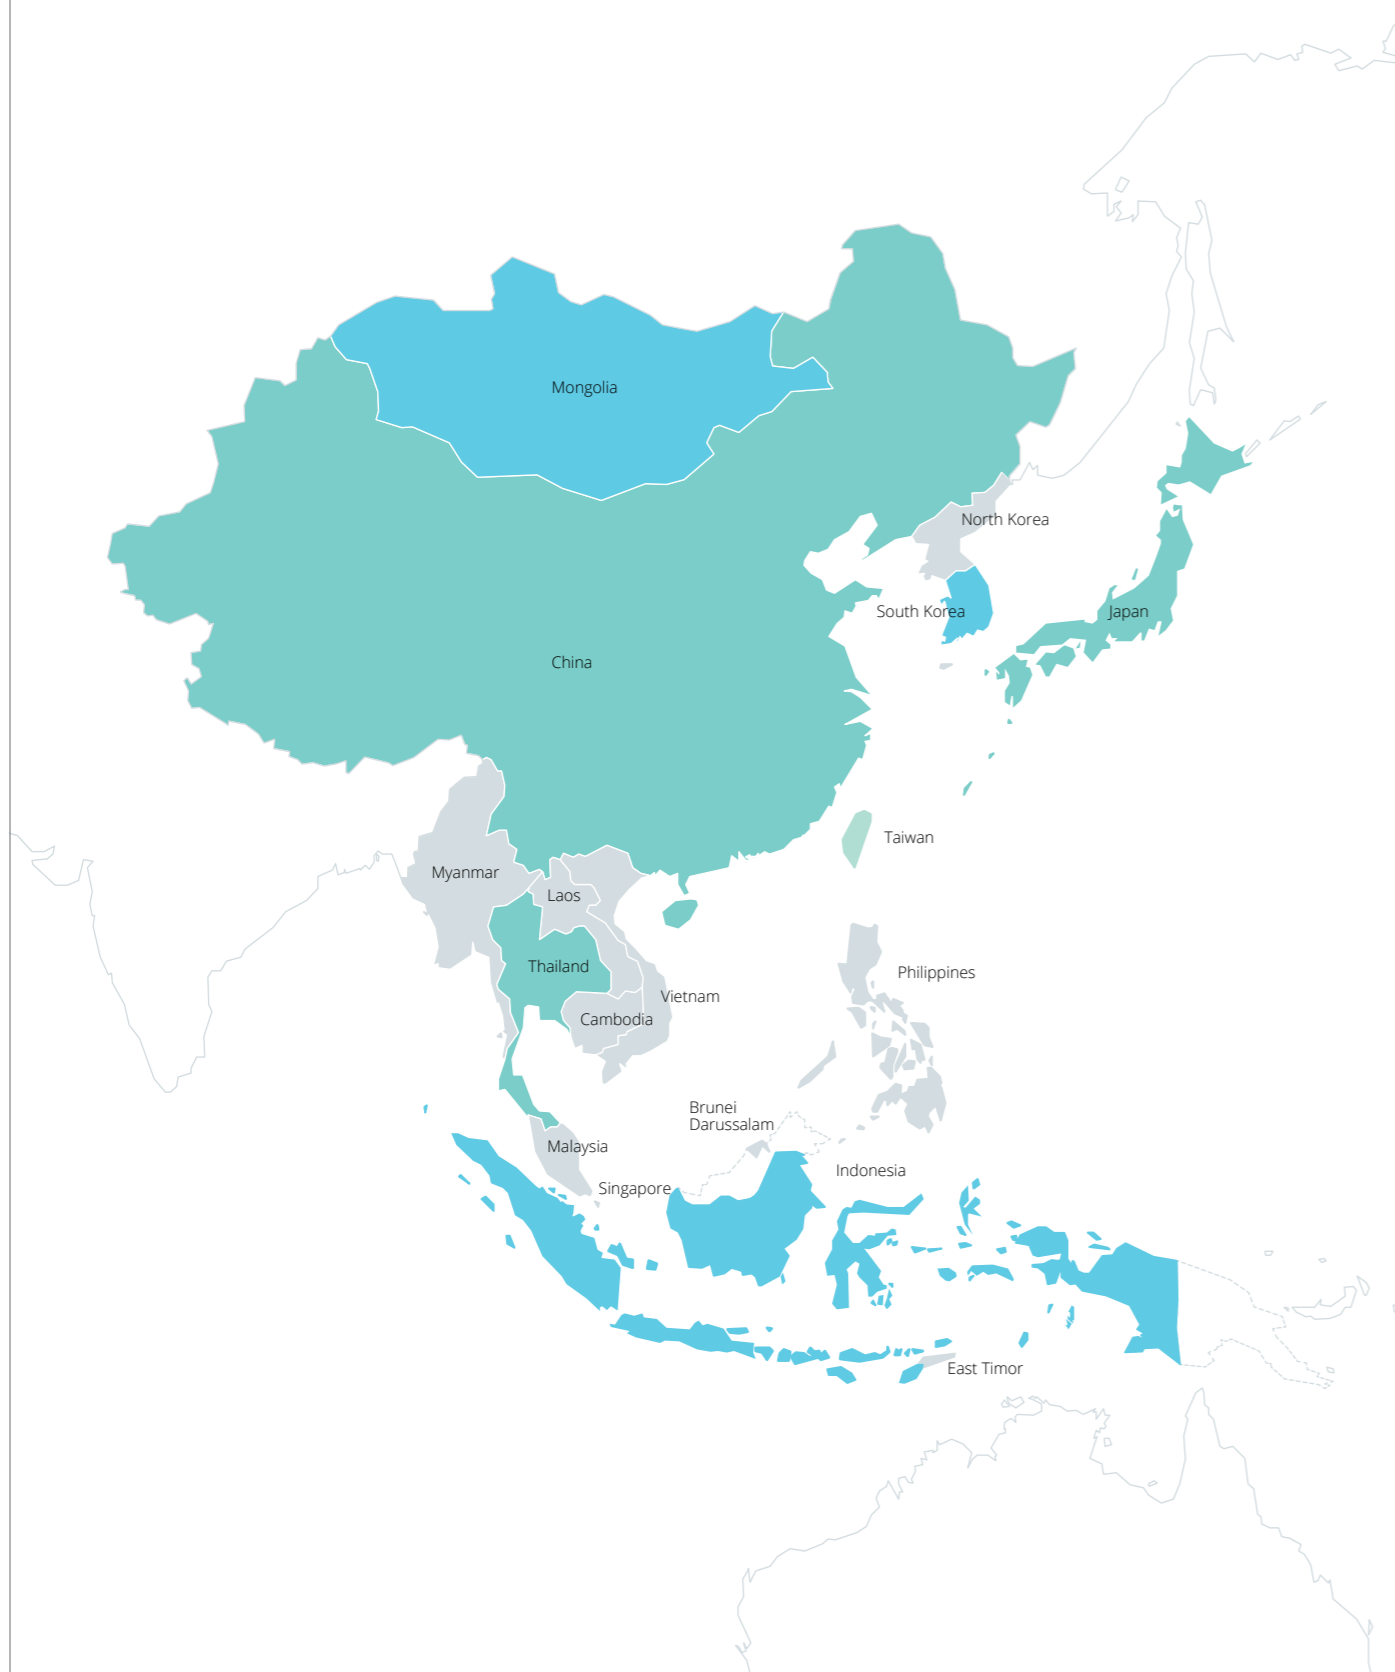 Mongolia
North Korea
South Korea
Japan
China
Taiwan
Myanmar
Laos
Thailand
Philippines
Vietnam
Cambodia
Brunei
Darussalam
Malaysia
Indonesia
Singapore
East Timor